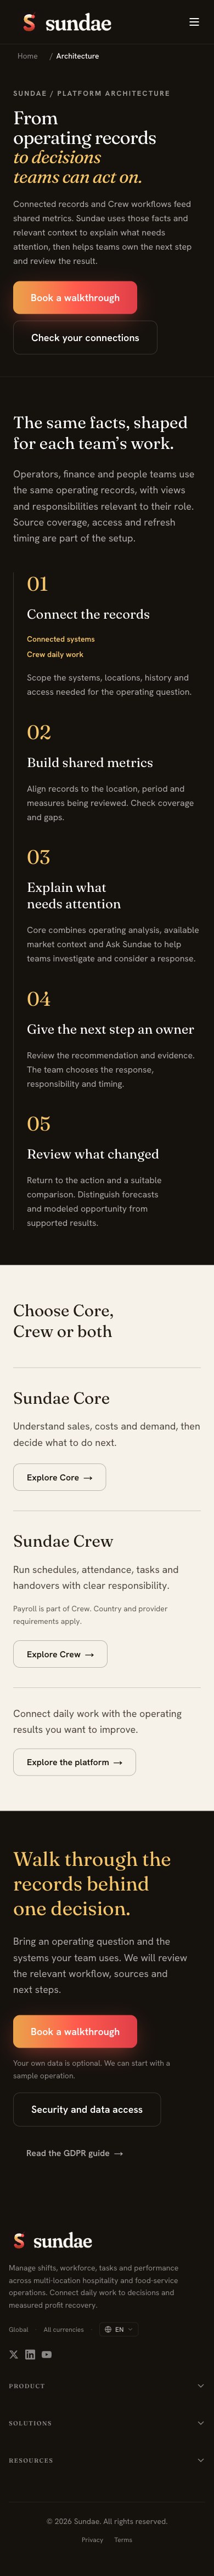 sundae
Home / Architecture
SUNDAE / PLATFORM ARCHITECTURE
From
operating records
to decisions
teams can act on.
Connected records and Crew workflows feed
shared metrics. Sundae uses those facts and
relevant context to explain what needs
attention, then helps teams own the next step
and review the result.
Book a walkthrough
Check your connections
The same facts, shaped
for each team’s work.
Operators, finance and people teams use
the same operating records, with views
and responsibilities relevant to their role.
Source coverage, access and refresh
timing are part of the setup.
01
Connect the records
Connected systems
Crew daily work
Scope the systems, locations, history and
access needed for the operating question.
02
Build shared metrics
Align records to the location, period and
measures being reviewed. Check coverage
and gaps.
03
Explain what
needs attention
Core combines operating analysis, available
market context and Ask Sundae to help
teams investigate and consider a response.
04
Give the next step an owner
Review the recommendation and evidence.
The team chooses the response,
responsibility and timing.
05
Review what changed
Return to the action and a suitable
comparison. Distinguish forecasts
and modeled opportunity from
supported results.
Choose Core,
Crew or both
Sundae Core
Understand sales, costs and demand, then
decide what to do next.
Explore Core →
Sundae Crew
Run schedules, attendance, tasks and
handovers with clear responsibility.
Payroll is part of Crew. Country and provider
requirements apply.
Explore Crew →
Connect daily work with the operating
results you want to improve.
Explore the platform →
Walk through the
records behind
one decision.
Bring an operating question and the
systems your team uses. We will review
the relevant workflow, sources and
next steps.
Book a walkthrough
Your own data is optional. We can start with a
sample operation.
Security and data access
Read the GDPR guide →
sundae
Manage shifts, workforce, tasks and performance
across multi-location hospitality and food-service
operations. Connect daily work to decisions and
measured profit recovery.
Global All currencies EN
PRODUCT
SOLUTIONS
RESOURCES
© 2026 Sundae. All rights reserved.
Privacy Terms